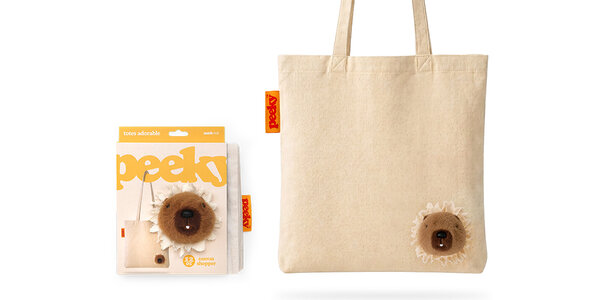 totes adorable
peeky
peeky
canvas
shopper
peeky